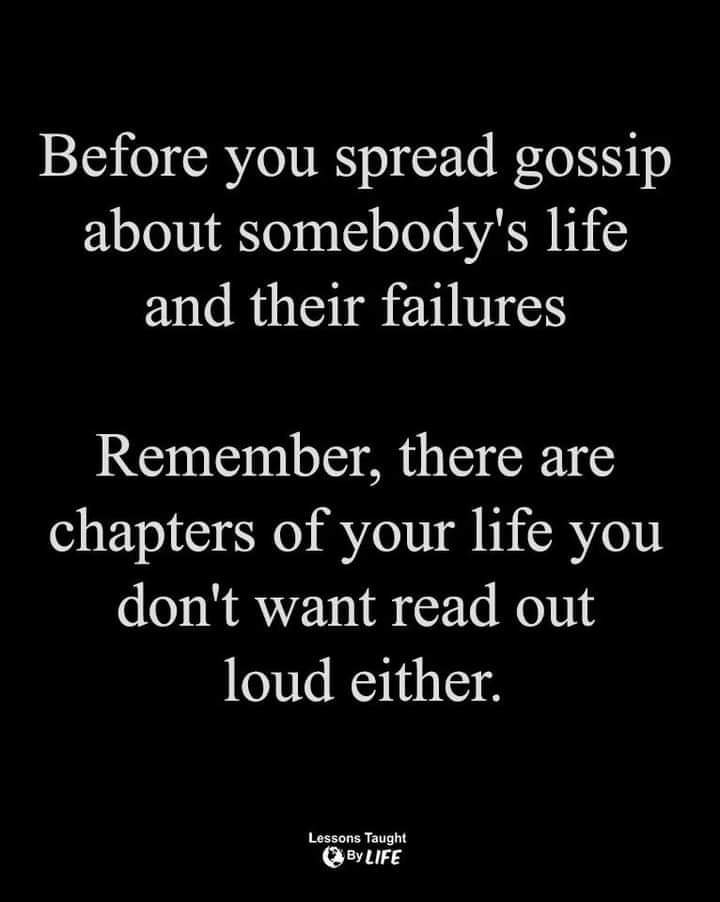 Before you spread gossip
about somebody's life
and their failures
Remember, there are
chapters of your life you
don't want read out
loud either.
Lessons Taught
By LIFE